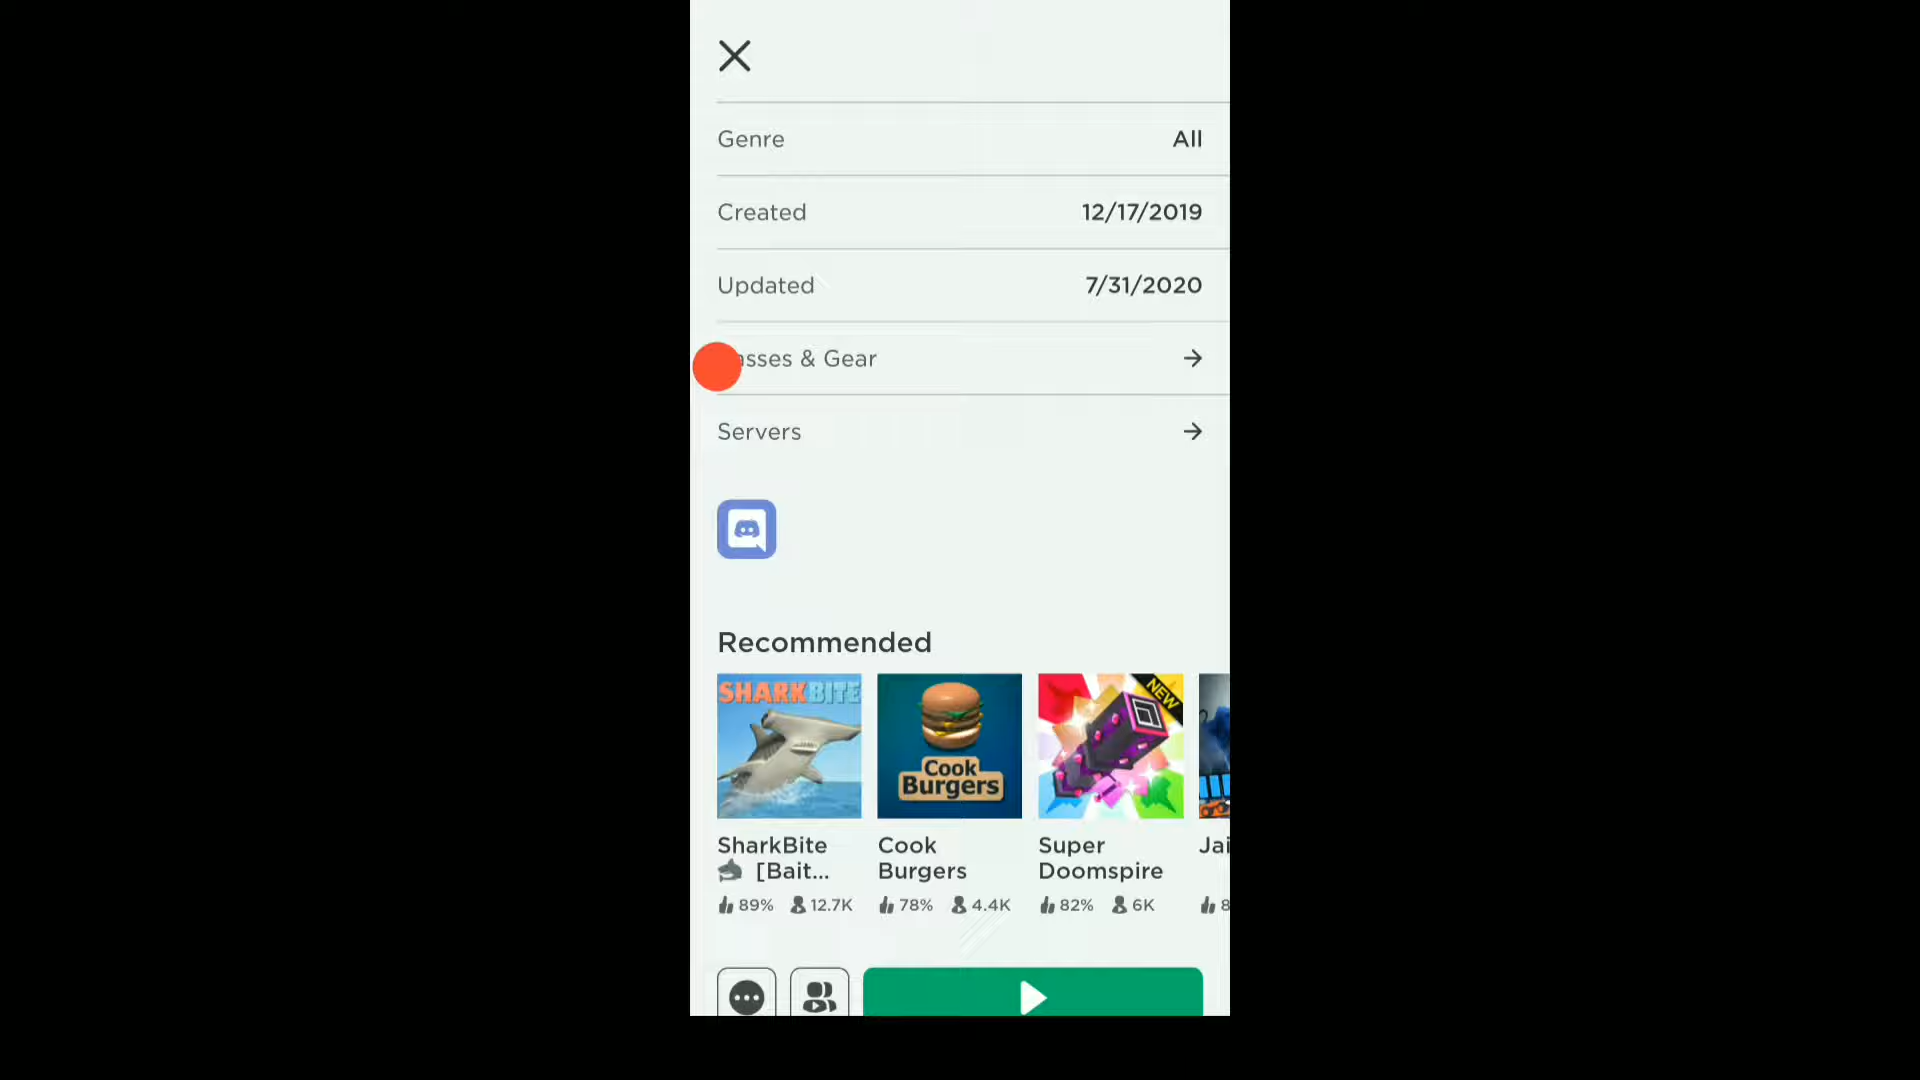 Genre All
Created 12/17/2019
Updated 7/31/2020
& Gear
Servers
Recommended
SHARKBITE
Cook
Burgers
NEW
SharkBite
[Bait...
Cook
Burgers
Super
Doomspire
89% 12.7K
78% 4.4K
82% 6K